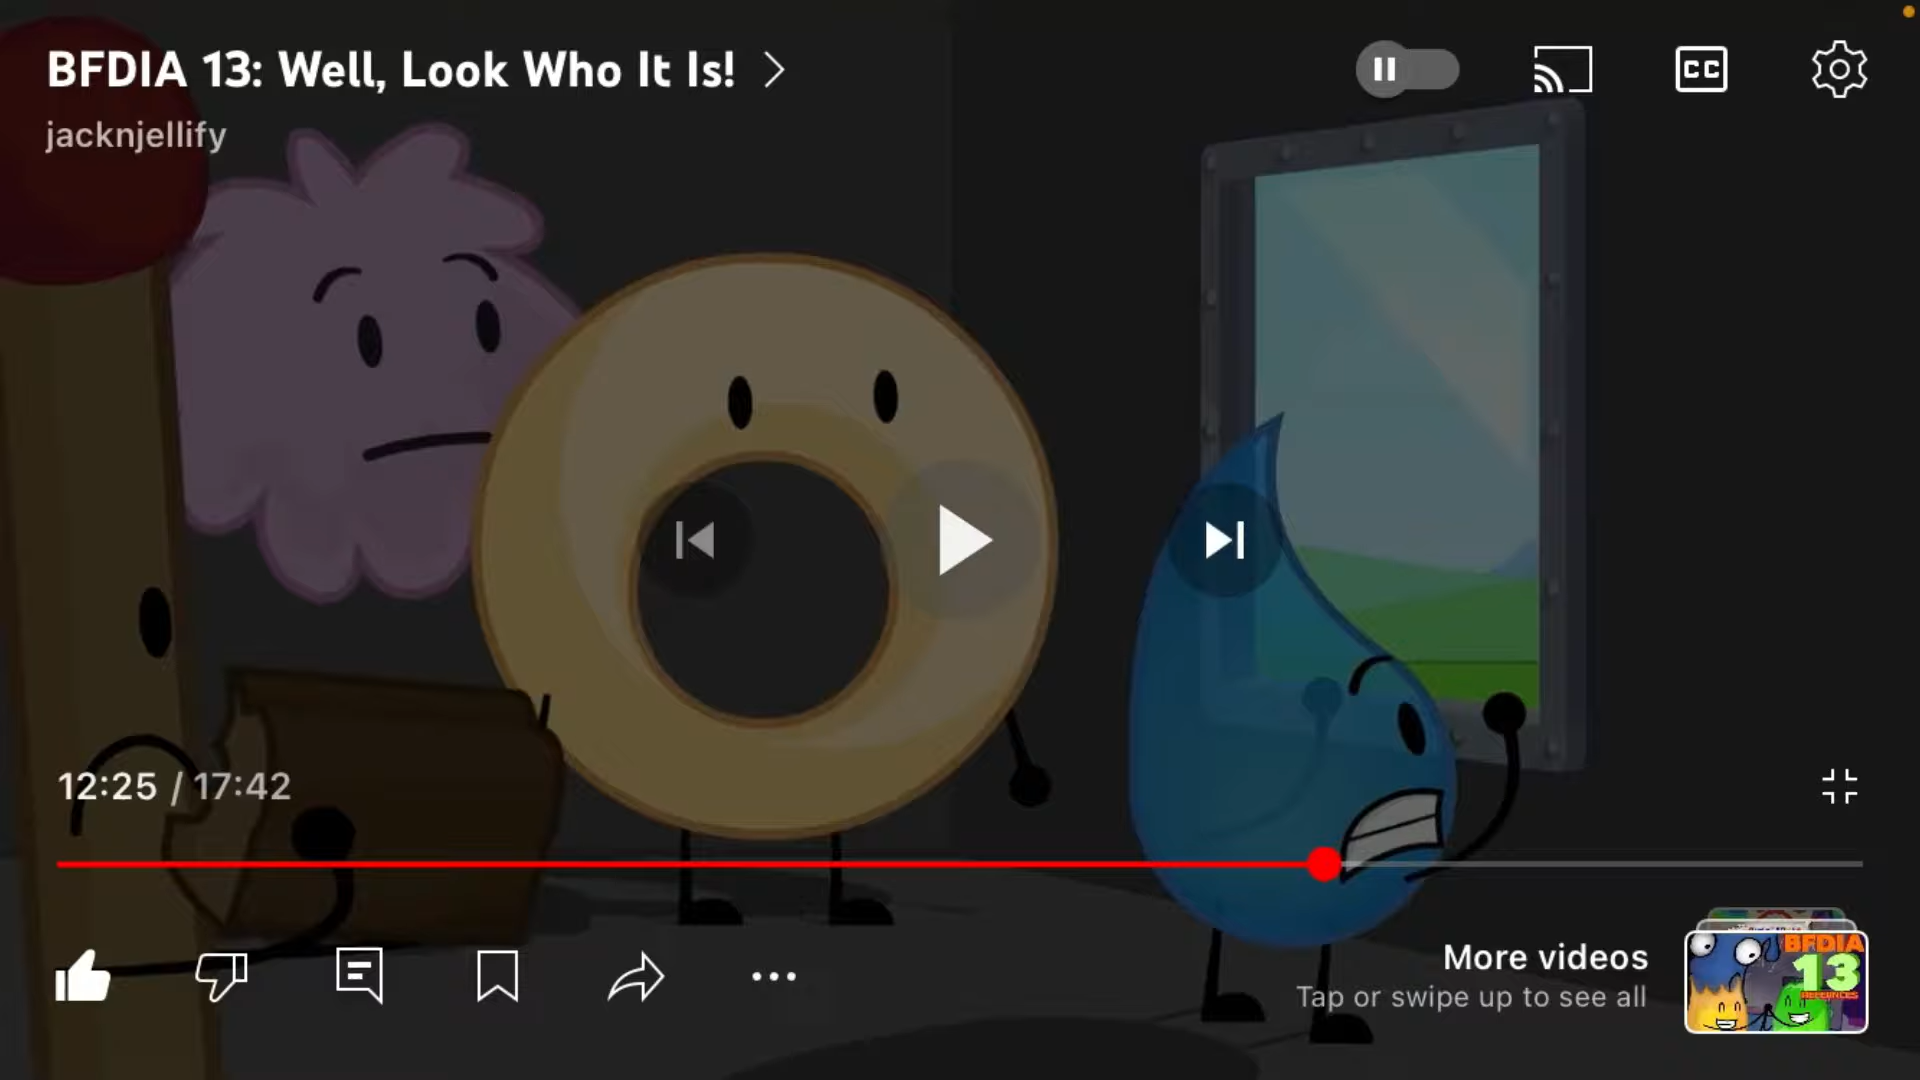 BFDIA 13: Well, Look Who It Is!
jacknjellify
CC
12:25 / 17:42
More videos
Tap or swipe up to see all
BFDIA
13